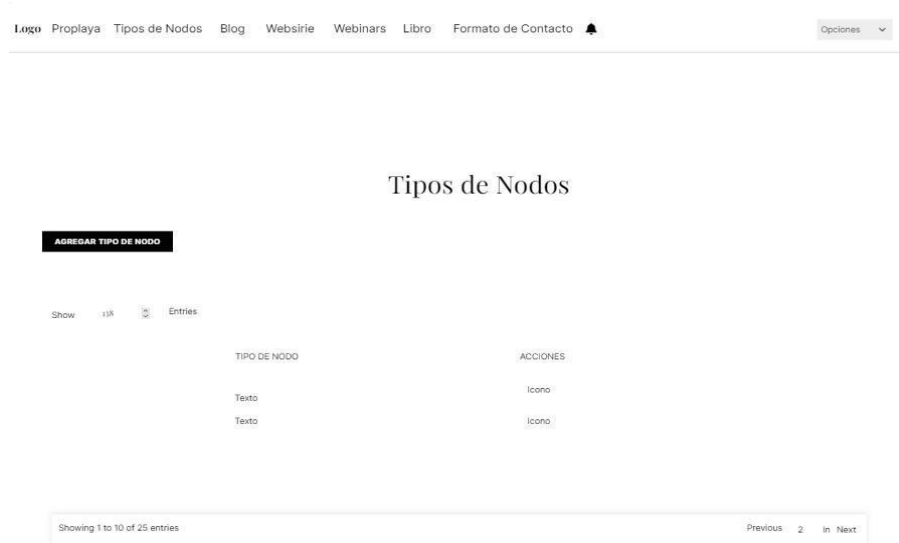 Logo Proplaya Tipos de Nodos Blog Websirie Webinars Libro Formato de Contacto Opciones
Tipos de Nodos
AGREGAR TIPO DE NODO
Show 138 Entries
TIPO DE NODO ACCIONES
Texto Icono
Texto Icono
Showing 1 to 10 of 25 entries Previous 2 In Next